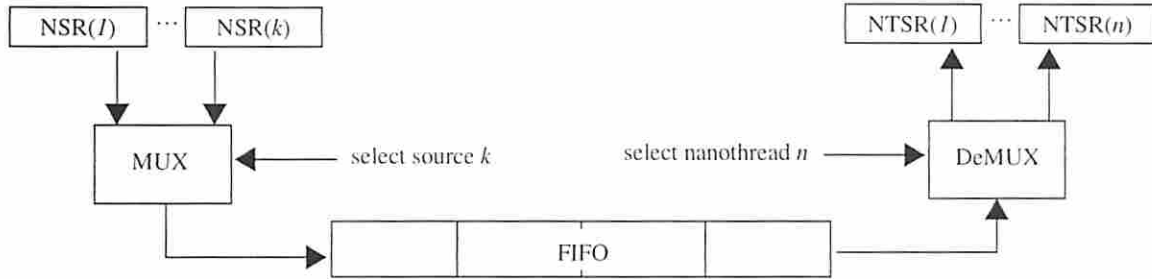 NSR(1) ... NSR(k) NTSR(1) ... NTSR(n)
MUX select source k select nanothread n DeMUX
FIFO